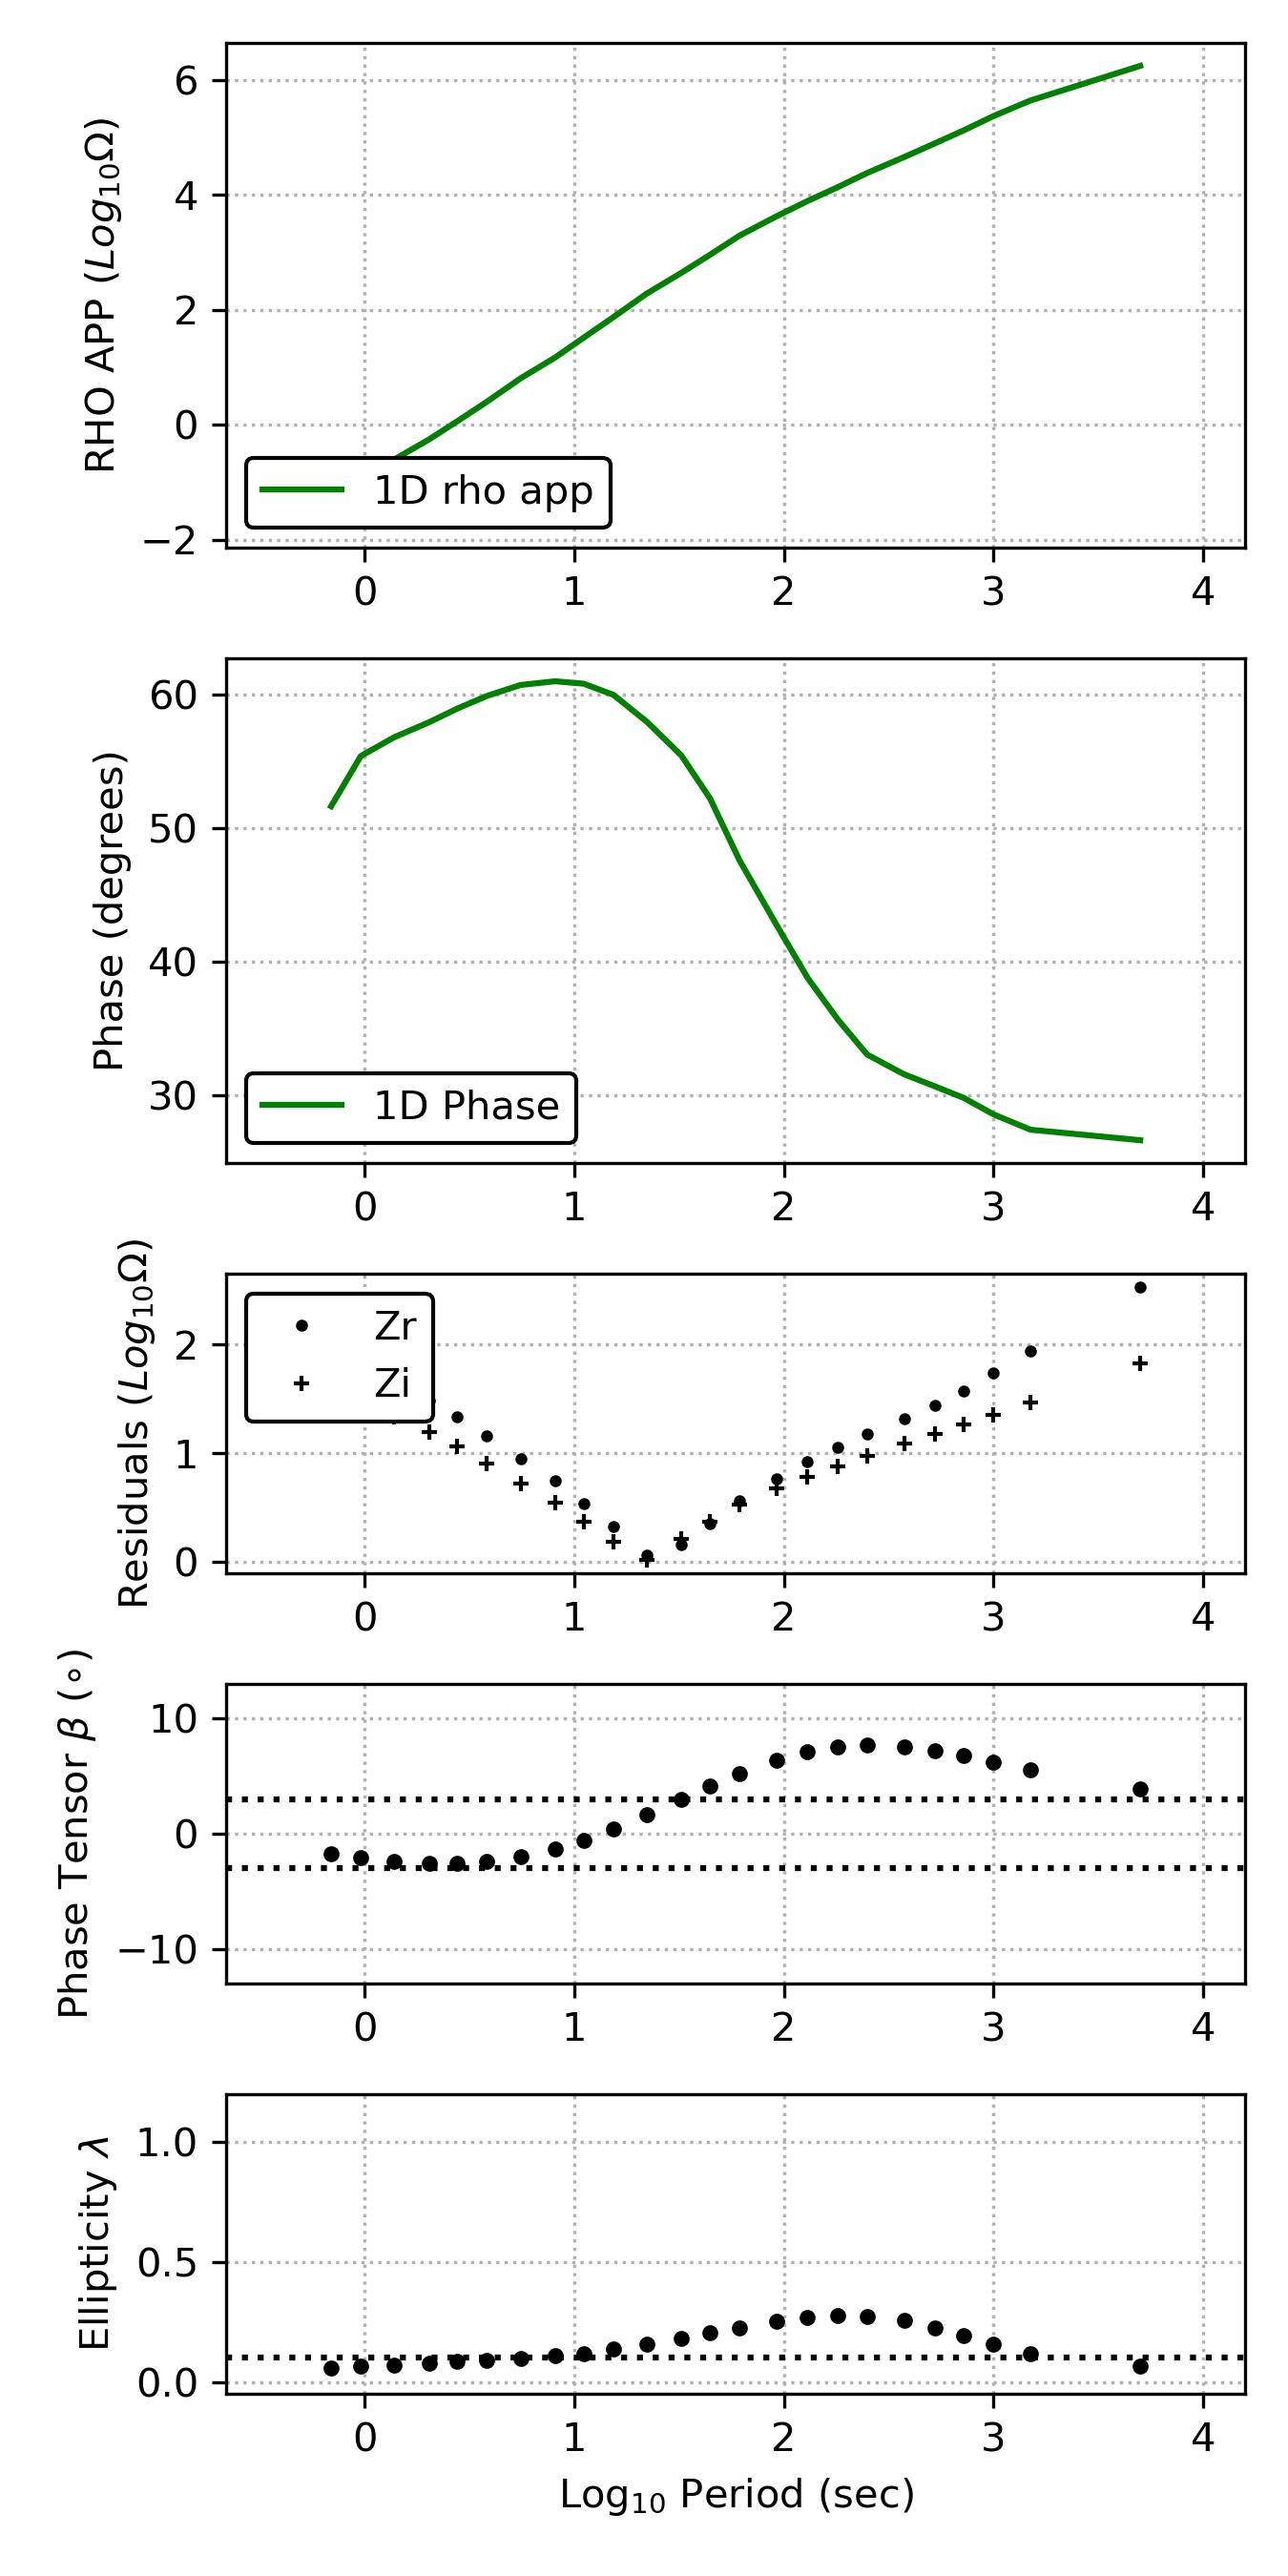 RHO APP (Log₁₀Ω)
6
4
2
0
−2
1D rho app
0 1 2 3 4
Phase (degrees)
60
50
40
30
1D Phase
0 1 2 3 4
Residuals (Log₁₀Ω)
2
1
0
Zr
Zi
0 1 2 3 4
Phase Tensor β (∘)
10
0
−10
0 1 2 3 4
Ellipticity λ
1.0
0.5
0.0
0 1 2 3 4
Log₁₀ Period (sec)